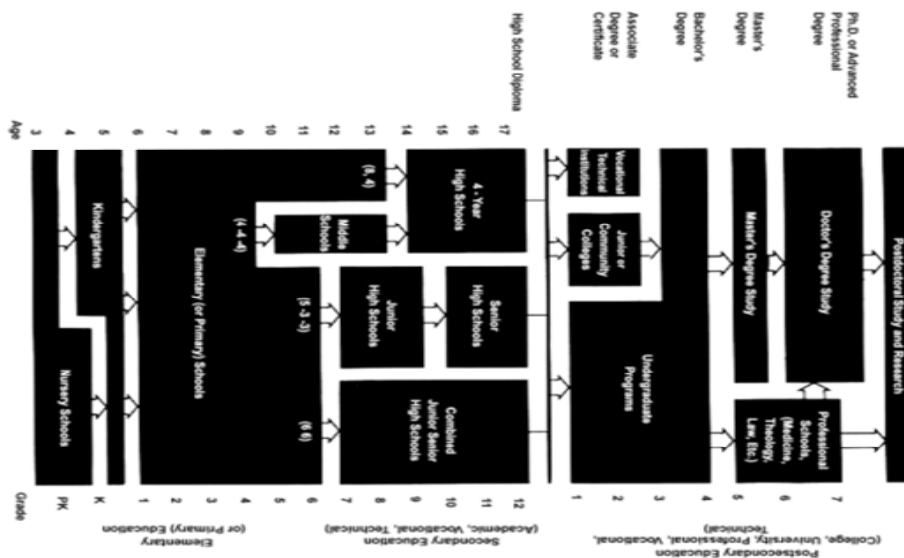 Postdoctoral Study and Research
Ph.D. or Advanced
Professional
Degree
Doctor's Degree Study
Professional
Schools,
(Medicine,
Theology,
Law, Etc.)
7
6
5
Master's
Degree
Master's Degree Study
Bachelor's
Degree
Associate
Degree or
Certificate
Vocational
Technical
Institutions
Junior or
Community
Colleges
Undergraduate
Programs
4
3
2
1
Postsecondary Education
(College, University, Professional, Vocational,
Technical)
High School Diploma
17
16
15
14
13
12
11
10
9
8
7
6
5
4
3
Age
4 - Year
High Schools
Senior
High Schools
Combined
Junior Senior
High Schools
(8, 4)
Middle
Schools
Junior
High Schools
(4 -4 -4)
(5 -3 -3)
(6 6)
12
11
10
9
8
7
Secondary Education
(Academic, Vocational, Technical)
Elementary (or Primary) Schools
6
5
4
3
2
1
Elementary
(or Primary) Education
Kindergartens
Nursery Schools
K
PK
Grade